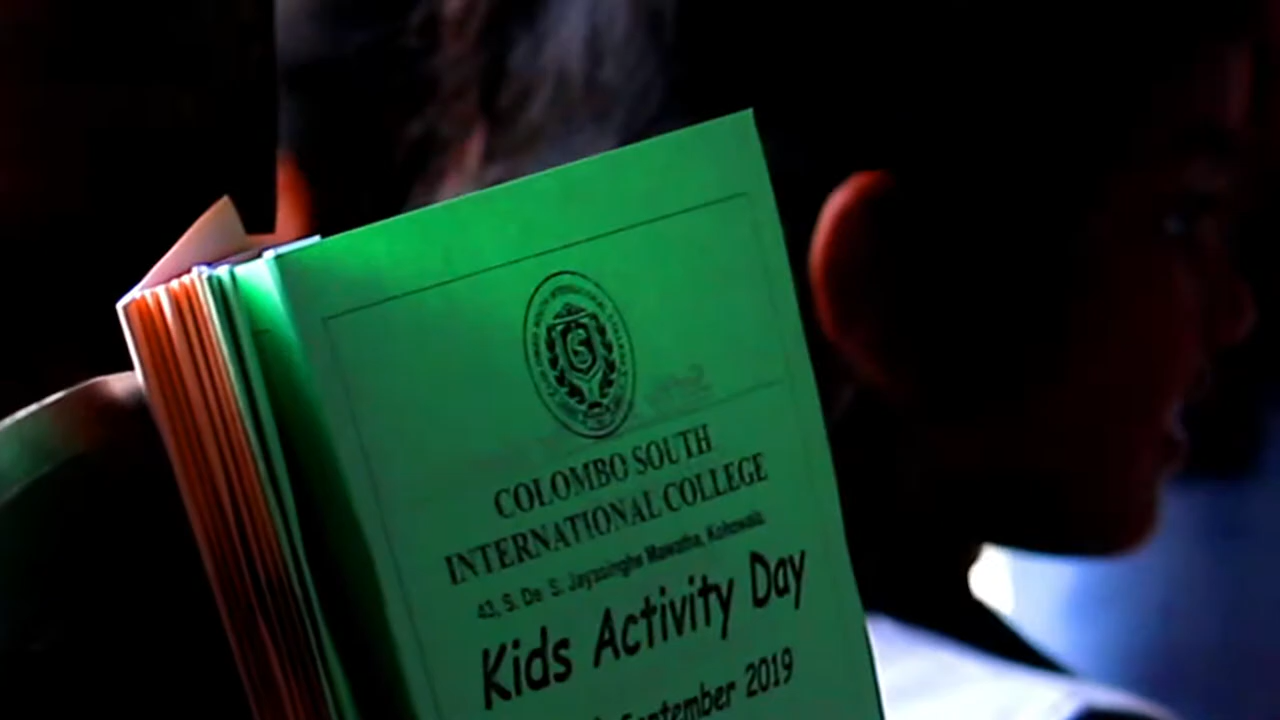 COLOMBO SOUTH
INTERNATIONAL COLLEGE
43, S. De S. Jayasinghe Mawatha, Kohuwala
Kids Activity Day
September 2019